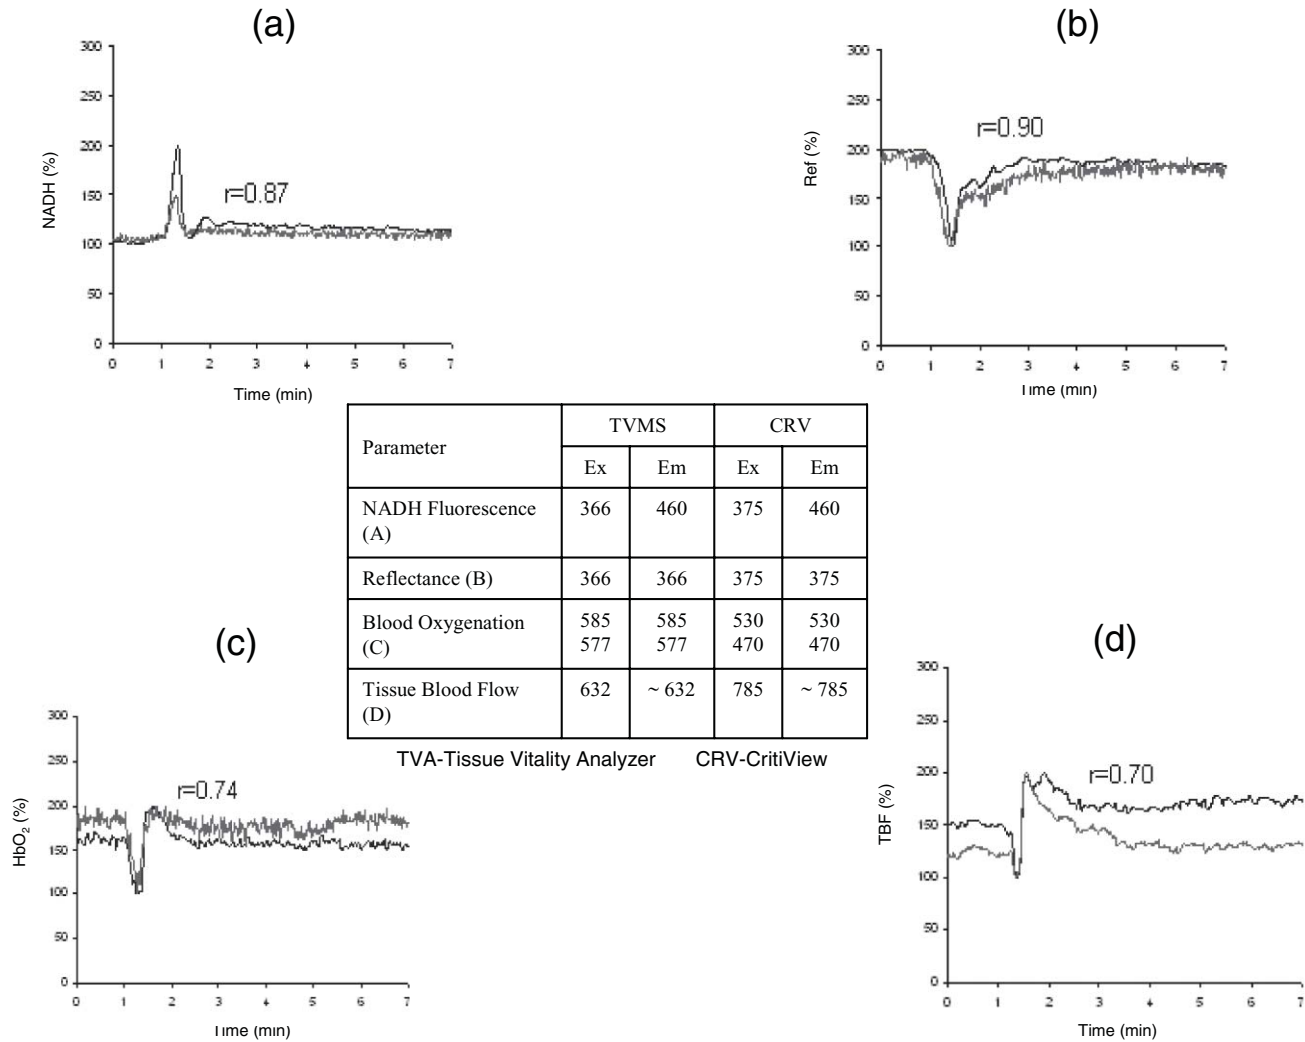 (a)
300
250
200
150
100
50
0
NADH (%)
r=0.87
0 1 2 3 4 5 6 7
Time (min)
(b)
300
250
200
150
100
50
0
Ref (%)
r=0.90
0 1 2 3 4 5 6 7
Time (min)
Parameter TVMS CRV
Ex Em Ex Em
NADH Fluorescence 366 460 375 460
(A)
Reflectance (B) 366 366 375 375
Blood Oxygenation 585 585 530 530
(C) 577 577 470 470
Tissue Blood Flow 632 ~ 632 785 ~ 785
(D)
TVA-Tissue Vitality Analyzer CRV-CritiView
(c)
300
250
200
150
100
50
0
HbO2 (%)
r=0.74
0 1 2 3 4 5 6 7
Time (min)
(d)
300
250
200
150
100
50
0
TBF (%)
r=0.70
0 1 2 3 4 5 6 7
Time (min)